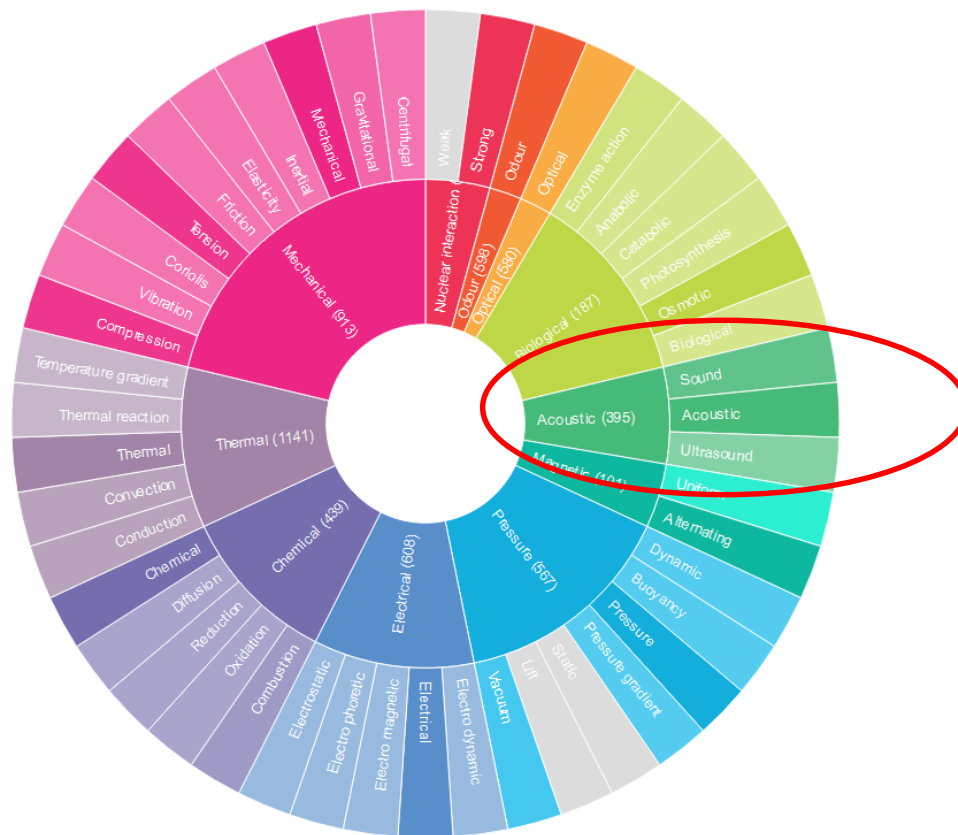 Weak
Strong
Odour
Optical
Enzyme action
Anabolic
Catabolic
Photosynthesis
Osmotic
Biological
Sound
Acoustic
Ultrasound
Uniform
Alternating
Dynamic
Buoyancy
Pressure
Pressure gradient
Static
Lift
Vacuum
Electro dynamic
Electrical
Electro magnetic
Electro phoretic
Electrostatic
Combustion
Oxidation
Reduction
Diffusion
Chemical
Conduction
Convection
Thermal
Thermal reaction
Temperature gradient
Compression
Vibration
Coriolis
Tension
Friction
Elasticity
Inertial
Mechanical
Gravitational
Centrifugal
Nuclear interaction (
Odour (598)
Optical (580)
Biological (187)
Acoustic (395)
Magnetic (101)
Pressure (567)
Electrical (608)
Chemical (439)
Thermal (1141)
Mechanical (913)